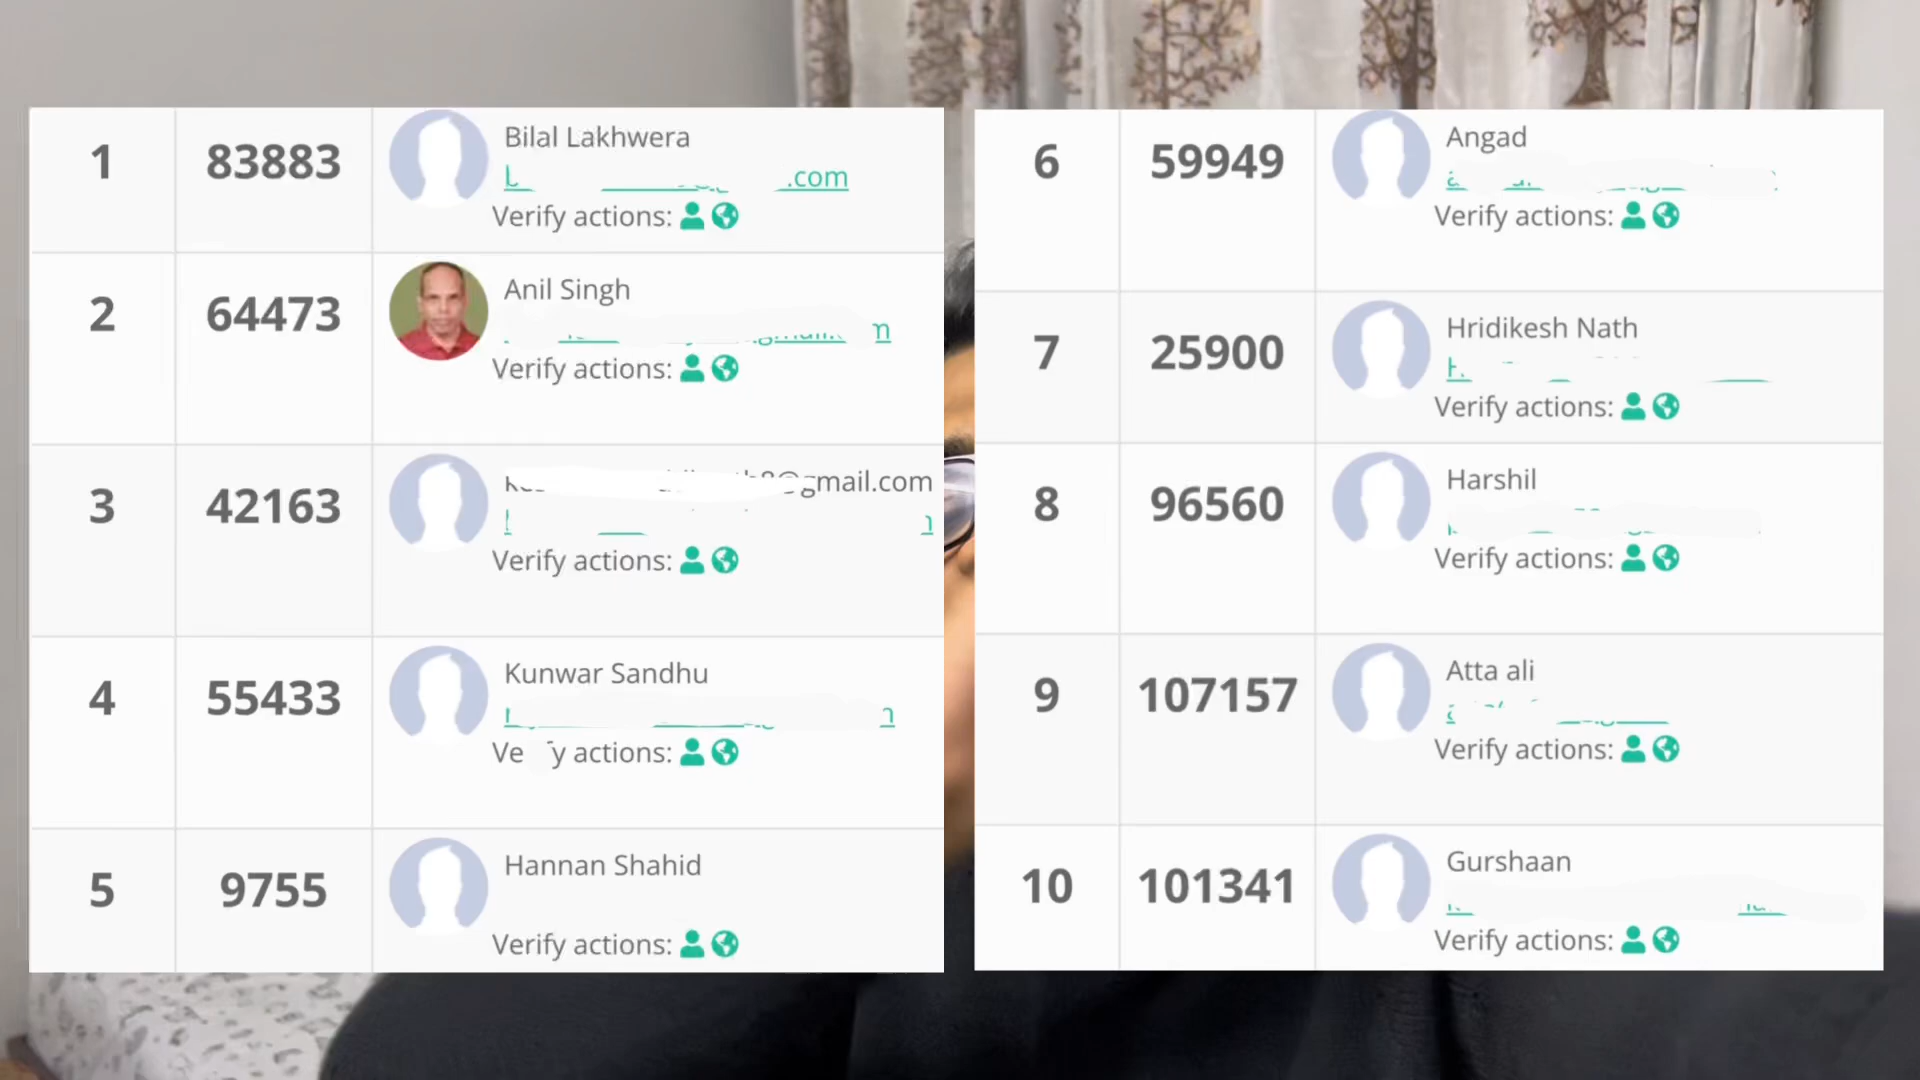 1 83883 Bilal Lakhwera
.com
Verify actions:
2 64473 Anil Singh
Verify actions:
3 42163 @gmail.com
Verify actions:
4 55433 Kunwar Sandhu
Ve y actions:
5 9755 Hannan Shahid
Verify actions:
6 59949 Angad
Verify actions:
7 25900 Hridikesh Nath
Verify actions:
8 96560 Harshil
Verify actions:
9 107157 Atta ali
Verify actions:
10 101341 Gurshaan
Verify actions: